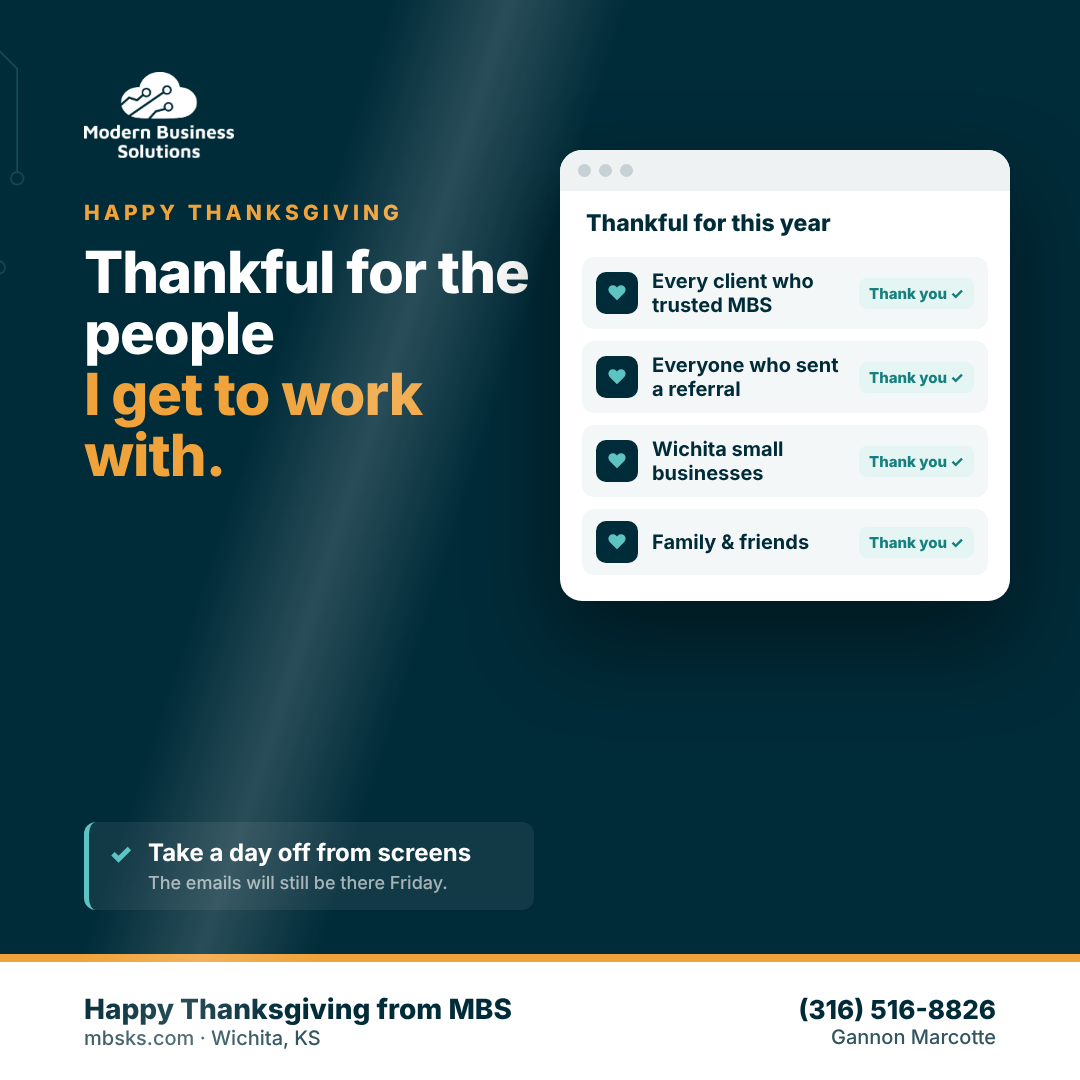 Modern Business
Solutions
HAPPY THANKSGIVING
Thankful for the
people
I get to work
with.
Thankful for this year
Every client who
trusted MBS
Thank you ✓
Everyone who sent
a referral
Thank you ✓
Wichita small
businesses
Thank you ✓
Family & friends
Thank you ✓
Take a day off from screens
The emails will still be there Friday.
Happy Thanksgiving from MBS
mbsks.com · Wichita, KS
(316) 516-8826
Gannon Marcotte